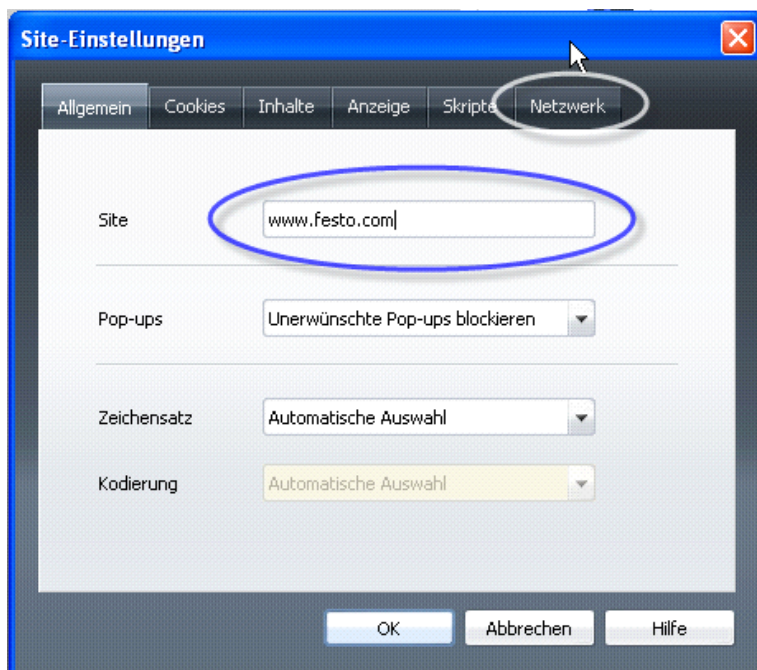 Site-Einstellungen
Allgemein Cookies Inhalte Anzeige Skripte Netzwerk
Site www.festo.com
Pop-ups Unerwünschte Pop-ups blockieren
Zeichensatz Automatische Auswahl
Kodierung Automatische Auswahl
OK Abbrechen Hilfe